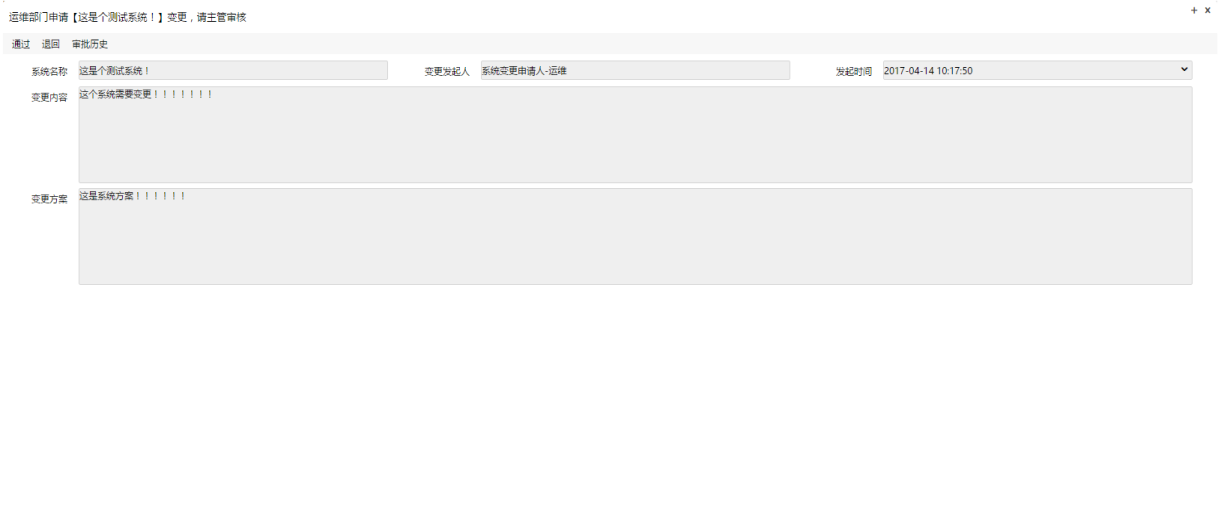 运维部门申请【这是个测试系统！】变更，请主管审核
+ x
通过 退回 审批历史
系统名称 这是个测试系统！ 变更发起人 系统变更申请人-运维 发起时间 2017-04-14 10:17:50
变更内容 这个系统需要变更！！！！！！！
变更方案 这是系统方案！！！！！！